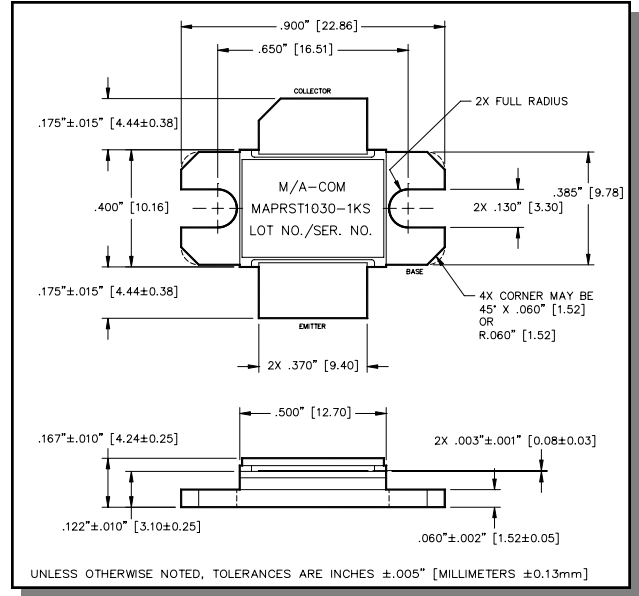 .900" [22.86]
.650" [16.51]
COLLECTOR
2X FULL RADIUS
.175"±.015" [4.44±0.38]
M/A-COM
MAPRST1030-1KS
LOT NO./SER. NO.
.400" [10.16]
2X .130" [3.30]
.385" [9.78]
BASE
.175"±.015" [4.44±0.38]
EMITTER
4X CORNER MAY BE
45° X .060" [1.52]
OR
R.060" [1.52]
2X .370" [9.40]
.500" [12.70]
.167"±.010" [4.24±0.25]
2X .003"±.001" [0.08±0.03]
.122"±.010" [3.10±0.25]
.060"±.002" [1.52±0.05]
UNLESS OTHERWISE NOTED, TOLERANCES ARE INCHES ±.005" [MILLIMETERS ±0.13mm]